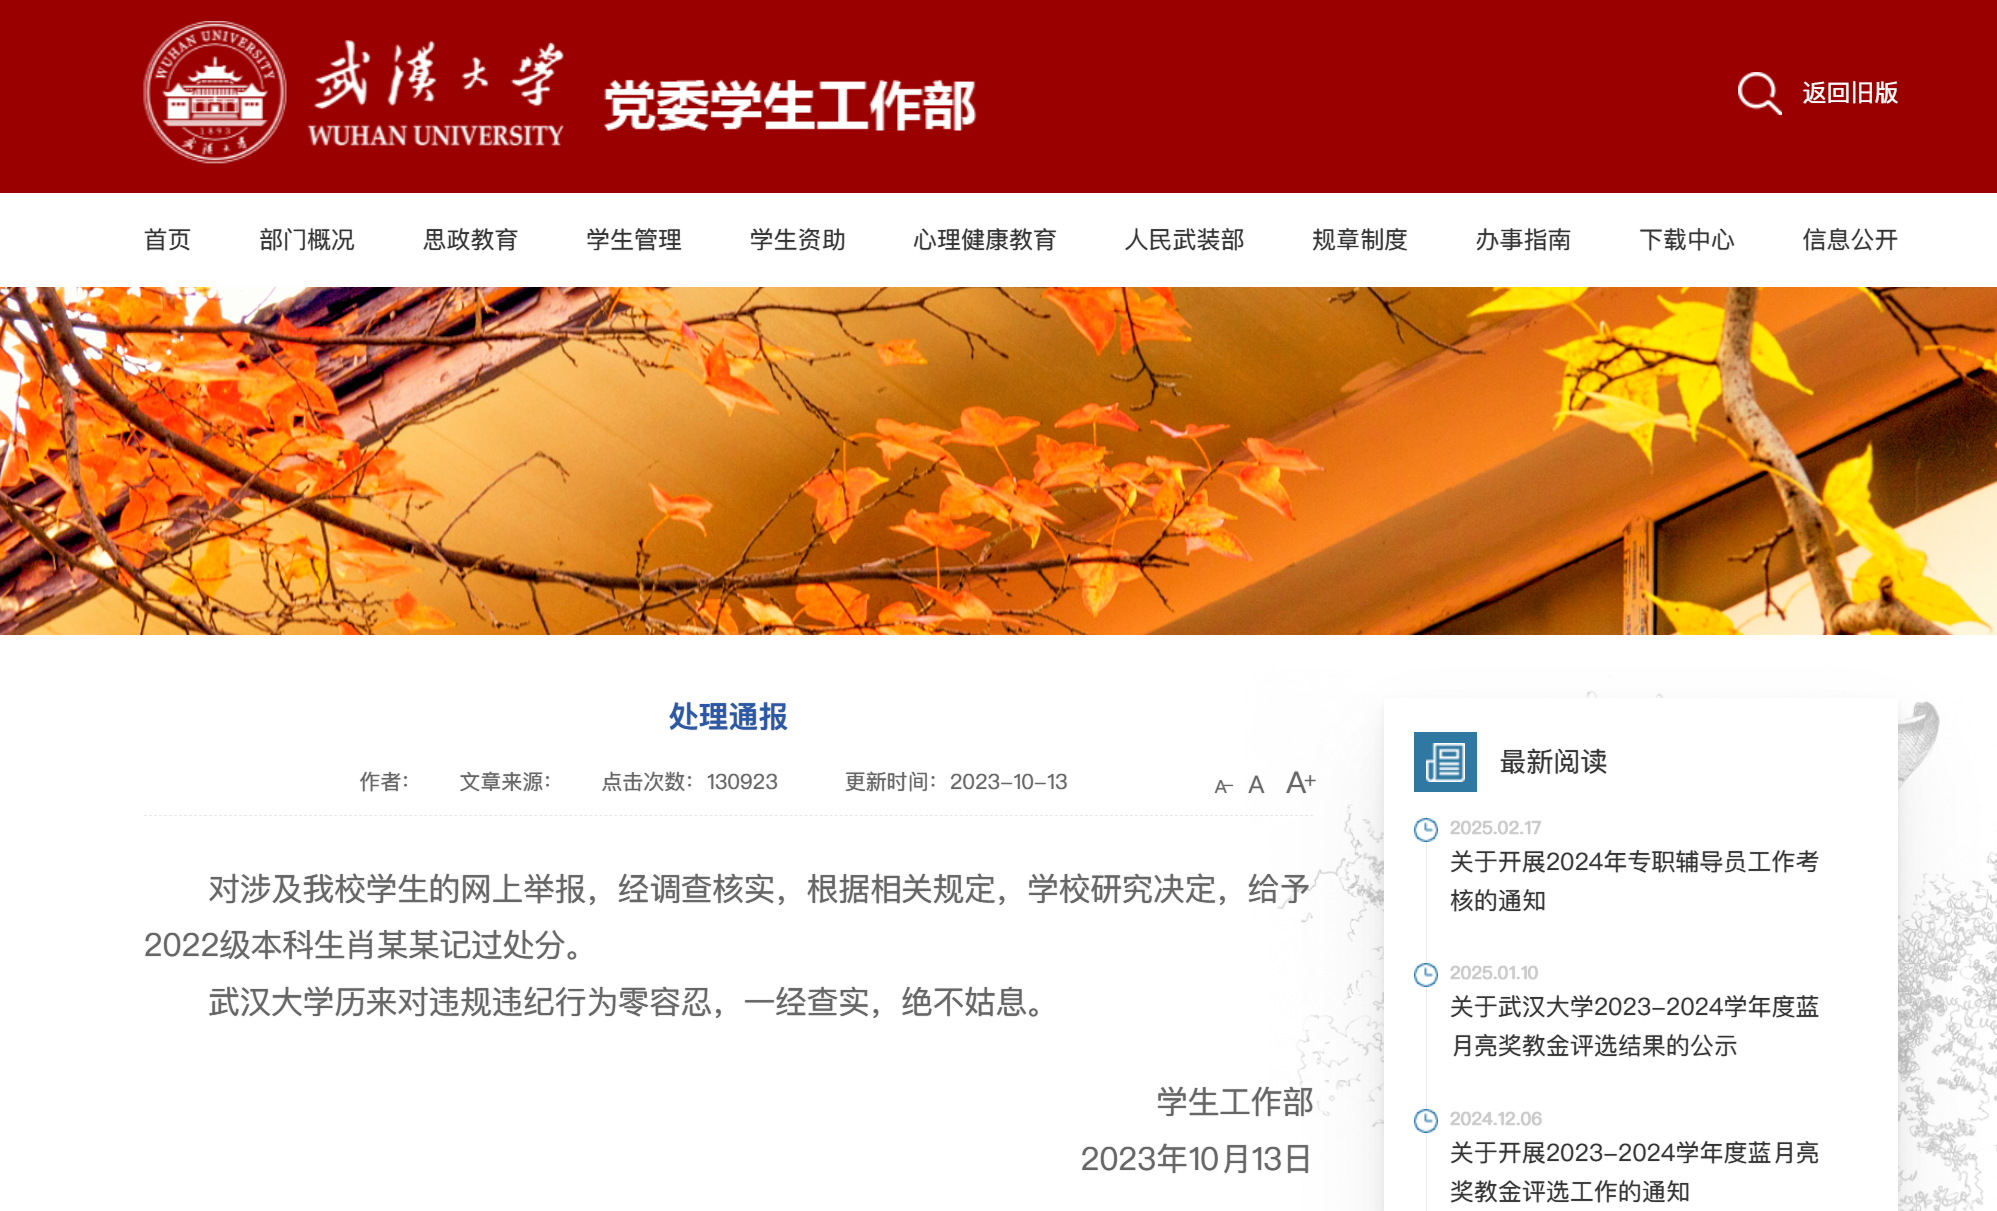 WUHAN UNIVERSITY
1893
武汉大学
武漢大学
WUHAN UNIVERSITY
党委学生工作部
返回旧版
首页 部门概况 思政教育 学生管理 学生资助 心理健康教育 人民武装部 规章制度 办事指南 下载中心 信息公开
处理通报
作者： 文章来源： 点击次数：130923 更新时间：2023-10-13 A- A A+
对涉及我校学生的网上举报，经调查核实，根据相关规定，学校研究决定，给予
2022级本科生肖某某记过处分。
武汉大学历来对违规违纪行为零容忍，一经查实，绝不姑息。
学生工作部
2023年10月13日
最新阅读
2025.02.17
关于开展2024年专职辅导员工作考
核的通知
2025.01.10
关于武汉大学2023-2024学年度蓝
月亮奖教金评选结果的公示
2024.12.06
关于开展2023-2024学年度蓝月亮
奖教金评选工作的通知